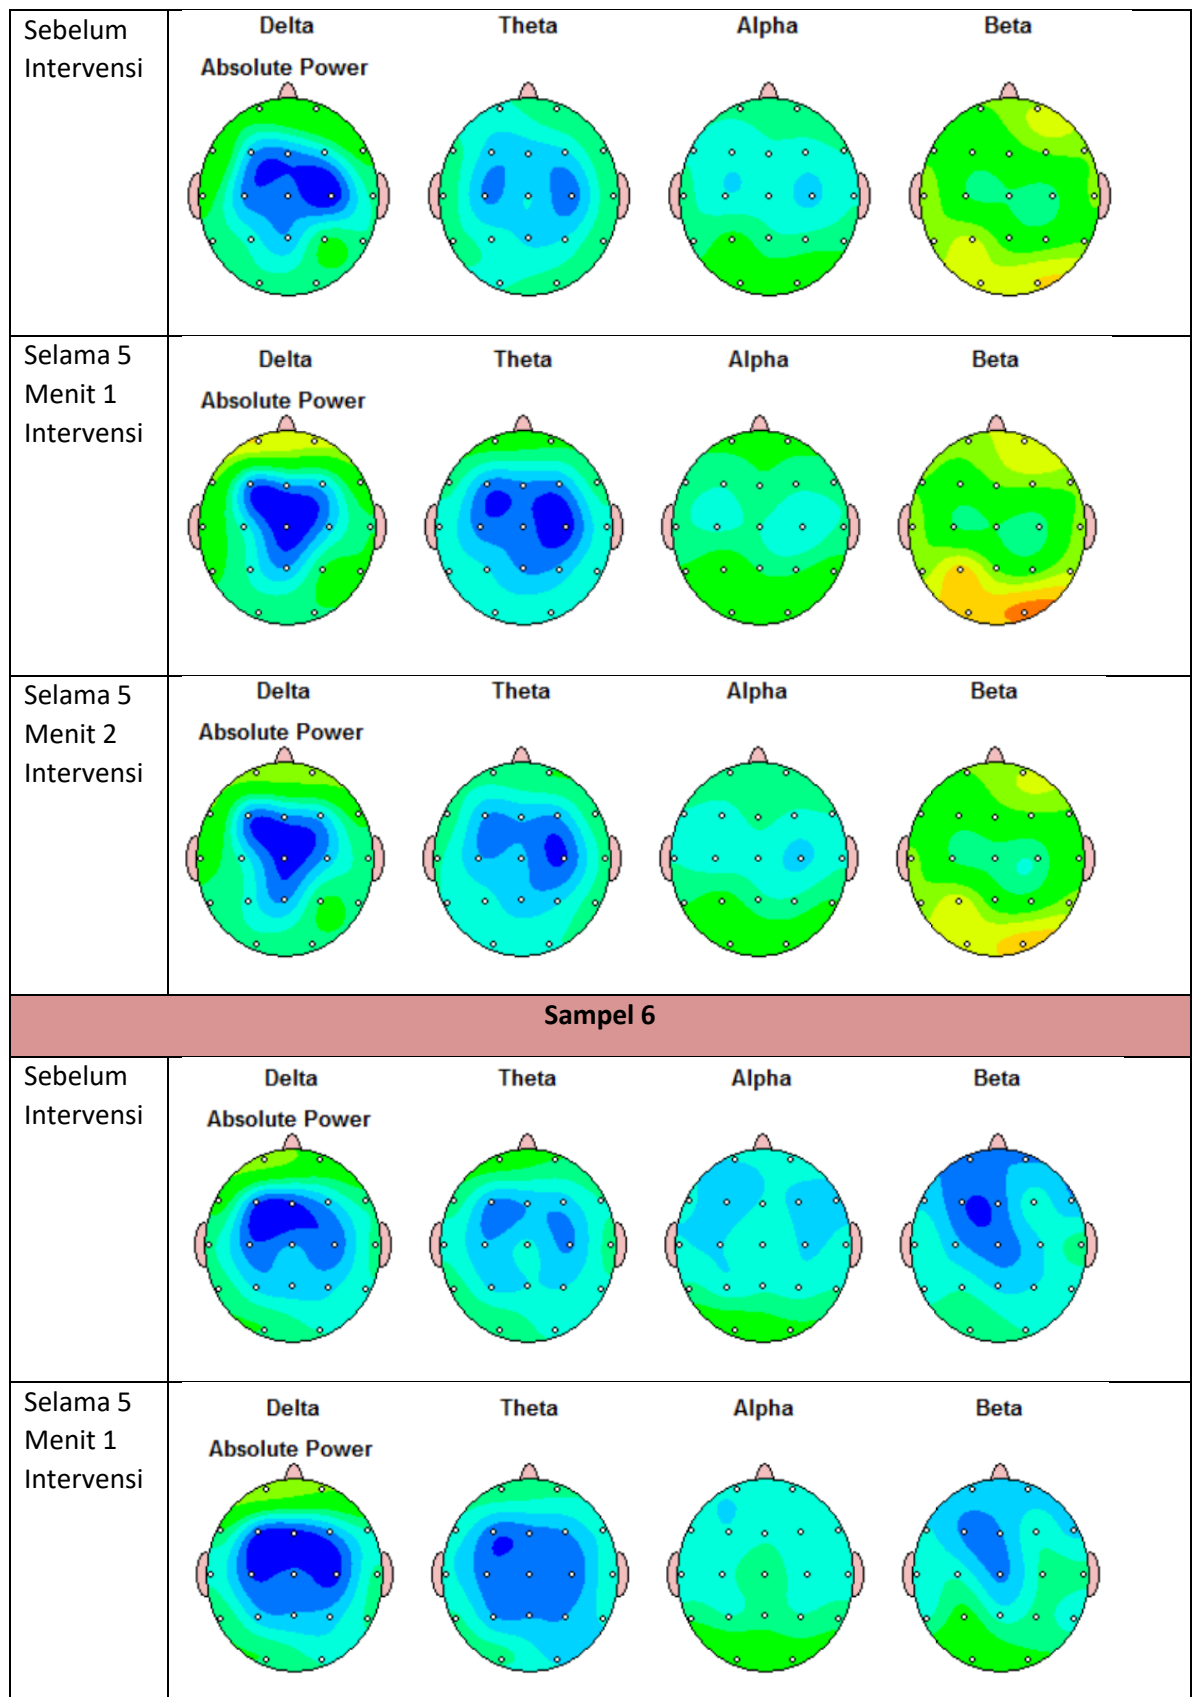 Sebelum
Intervensi
Delta Theta Alpha Beta
Absolute Power
Selama 5
Menit 1
Intervensi
Delta Theta Alpha Beta
Absolute Power
Selama 5
Menit 2
Intervensi
Delta Theta Alpha Beta
Absolute Power
Sampel 6
Sebelum
Intervensi
Delta Theta Alpha Beta
Absolute Power
Selama 5
Menit 1
Intervensi
Delta Theta Alpha Beta
Absolute Power